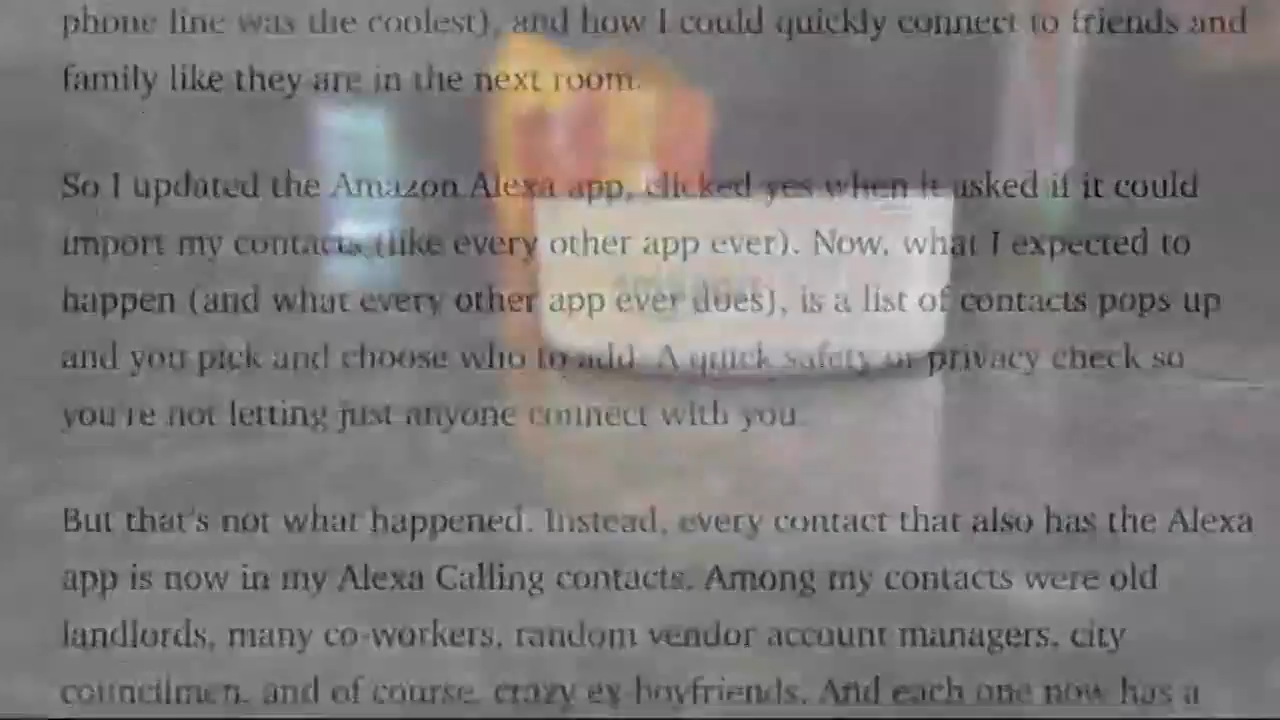 phone line was the coolest), and how I could quickly connect to friends and
family like they are in the next room.
So I updated the Amazon Alexa app, clicked yes when it asked if it could
import my contacts (like every other app ever). Now, what I expected to
happen (and what every other app ever does), is a list of contacts pops up
and you pick and choose who to add. A quick safety or privacy check so
you're not letting just anyone connect with you.
But that's not what happened. Instead, every contact that also has the Alexa
app is now in my Alexa Calling contacts. Among my contacts were old
landlords, many co-workers, random vendor account managers, city
councilmen, and of course, crazy ex-boyfriends. And each one now has a